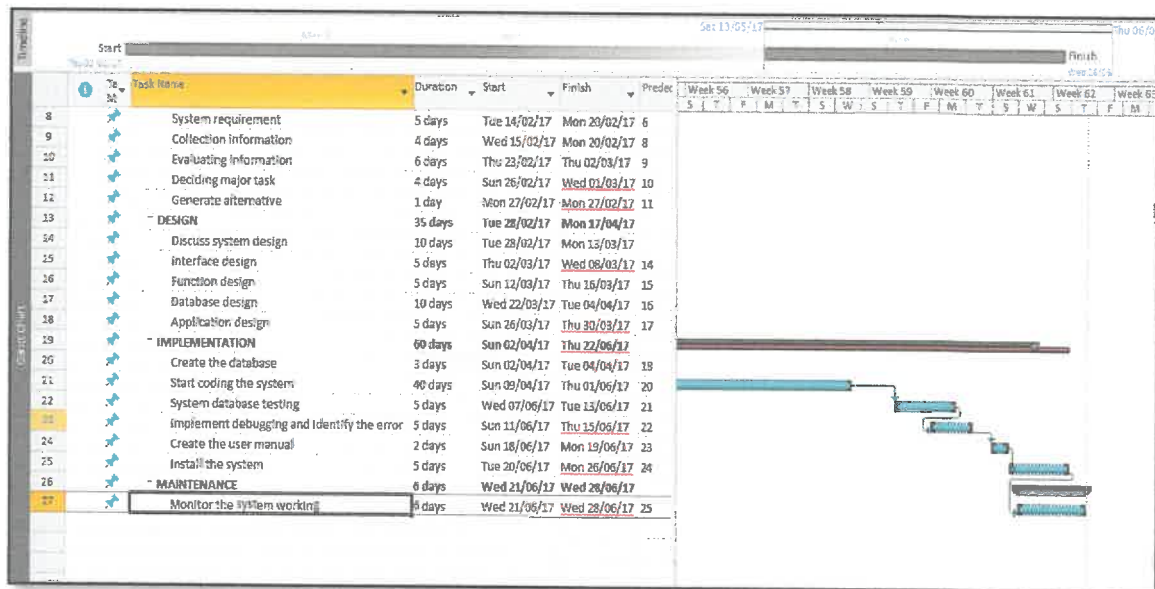 Timeline
Sat 13/05/17
Thu 06/0
Start
Finish
Task Name Duration Start Finish Predec Week 56 Week 57 Week 58 Week 59 Week 60 Week 61 Week 62 Week 63
S T F M T S W S T F M T S W S T F M
8 System requirement 5 days Tue 14/02/17 Mon 20/02/17 6
9 Collection information 4 days Wed 15/02/17 Mon 20/02/17 8
10 Evaluating information 6 days Thu 23/02/17 Thu 02/03/17 9
11 Deciding major task 4 days Sun 26/02/17 Wed 01/03/17 10
12 Generate alternative 1 day Mon 27/02/17 Mon 27/02/17 11
13 DESIGN 35 days Tue 28/02/17 Mon 17/04/17
14 Discuss system design 10 days Tue 28/02/17 Mon 13/03/17
15 Interface design 5 days Thu 02/03/17 Wed 08/03/17 14
16 Function design 5 days Sun 12/03/17 Thu 16/03/17 15
17 Database design 10 days Wed 22/03/17 Tue 04/04/17 16
18 Application design 5 days Sun 26/03/17 Thu 30/03/17 17
19 IMPLEMENTATION 60 days Sun 02/04/17 Thu 22/06/17
20 Create the database 3 days Sun 02/04/17 Tue 04/04/17 18
21 Start coding the system 40 days Sun 09/04/17 Thu 01/06/17 20
22 System database testing 5 days Wed 07/06/17 Tue 13/06/17 21
23 Implement debugging and identify the error 5 days Sun 11/06/17 Thu 15/06/17 22
24 Create the user manual 2 days Sun 18/06/17 Mon 19/06/17 23
25 Install the system 5 days Tue 20/06/17 Mon 26/06/17 24
26 MAINTENANCE 6 days Wed 21/06/17 Wed 28/06/17
27 Monitor the system working 6 days Wed 21/06/17 Wed 28/06/17 25
Gantt Chart